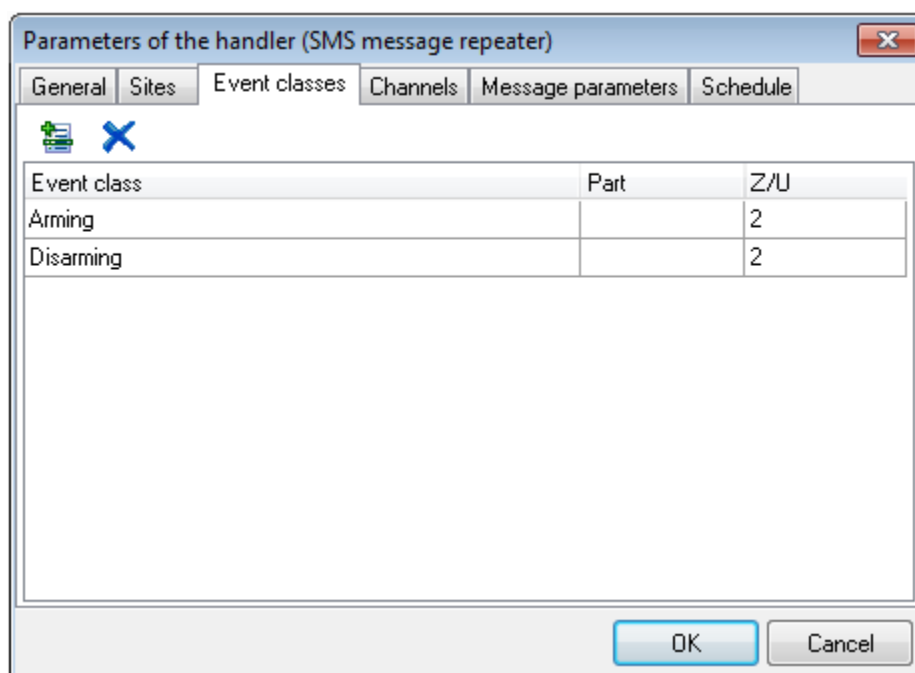 Parameters of the handler (SMS message repeater)
General Sites Event classes Channels Message parameters Schedule
Event class Part Z/U
Arming 2
Disarming 2
OK Cancel